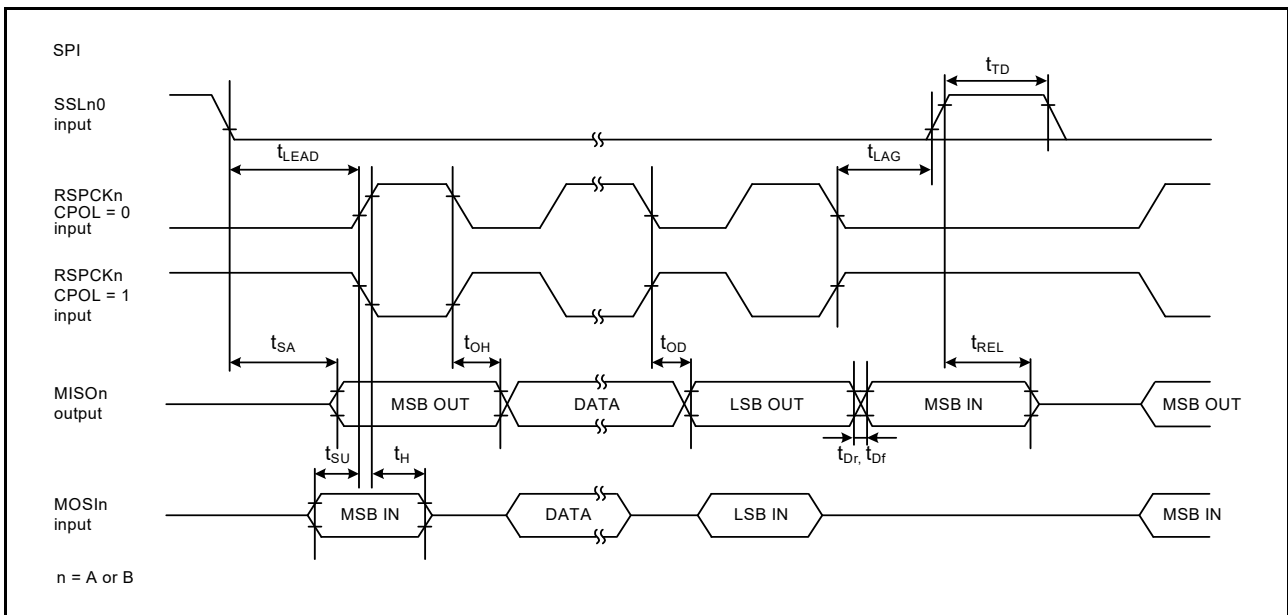 SPI
tTD
SSLn0
input
tLEAD
tLAG
RSPCKn
CPOL = 0
input
RSPCKn
CPOL = 1
input
tSA
tOH
tOD
tREL
MISOn
output
MSB OUT
DATA
LSB OUT
MSB IN
MSB OUT
tSU
tH
tDr, tDf
MOSIn
input
MSB IN
DATA
LSB IN
MSB IN
n = A or B